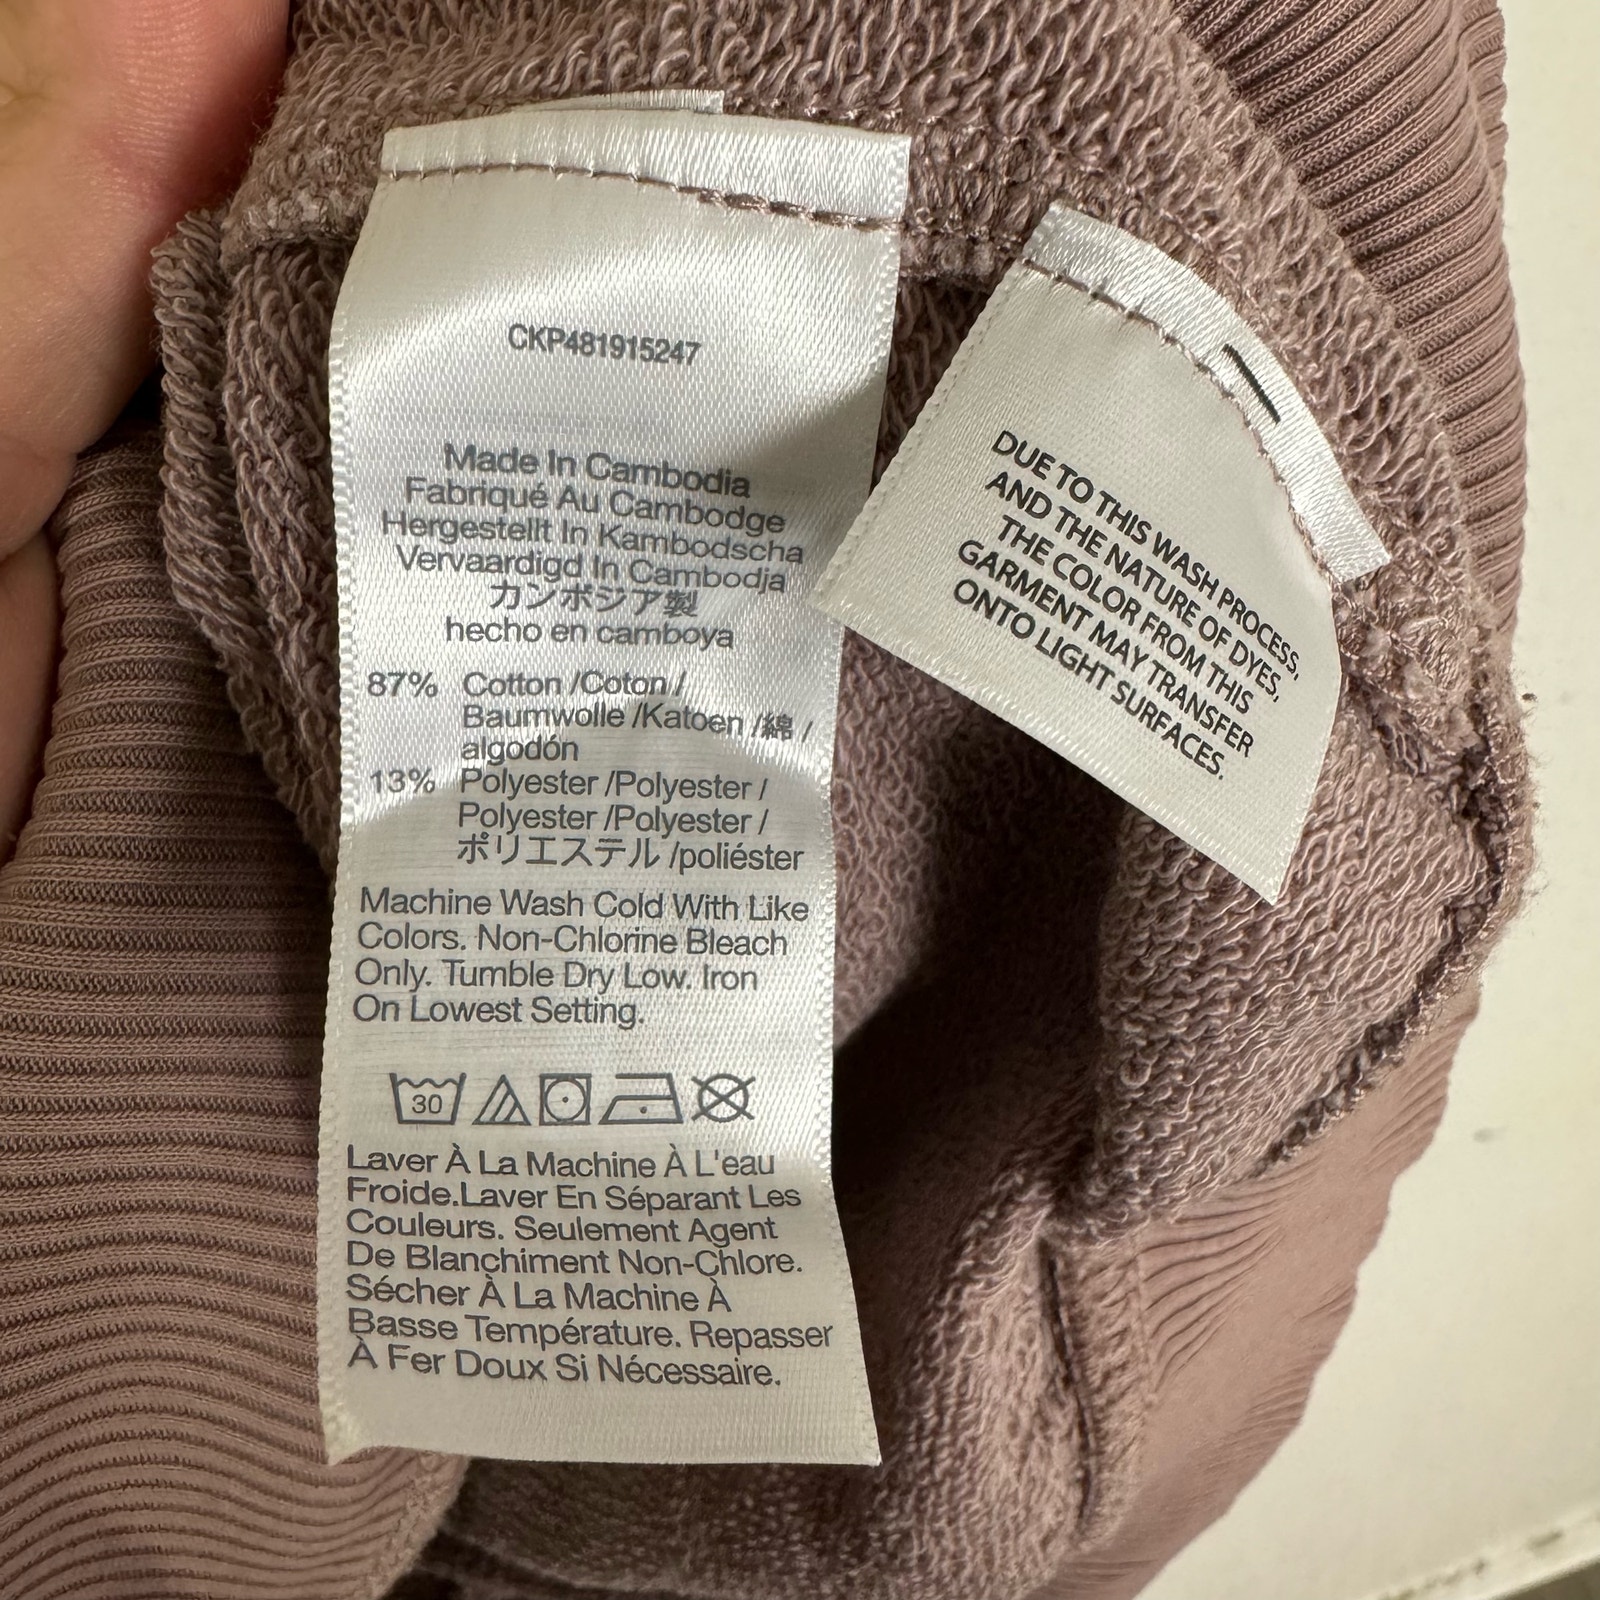 CKP481915247
Made In Cambodia
Fabriqué Au Cambodge
Hergestellt In Kambodscha
Vervaardigd In Cambodja
カンボジア製
hecho en camboya
87% Cotton /Coton /
Baumwolle /Katoen /綿 /
algodón
13% Polyester /Polyester /
Polyester /Polyester /
ポリエステル /poliéster
Machine Wash Cold With Like
Colors. Non-Chlorine Bleach
Only. Tumble Dry Low. Iron
On Lowest Setting.
30
Laver À La Machine À L'eau
Froide.Laver En Séparant Les
Couleurs. Seulement Agent
De Blanchiment Non-Chlore.
Sécher À La Machine À
Basse Température. Repasser
À Fer Doux Si Nécessaire.
DUE TO THIS WASH PROCESS,
AND THE NATURE OF DYES,
THE COLOR FROM THIS
GARMENT MAY TRANSFER
ONTO LIGHT SURFACES.